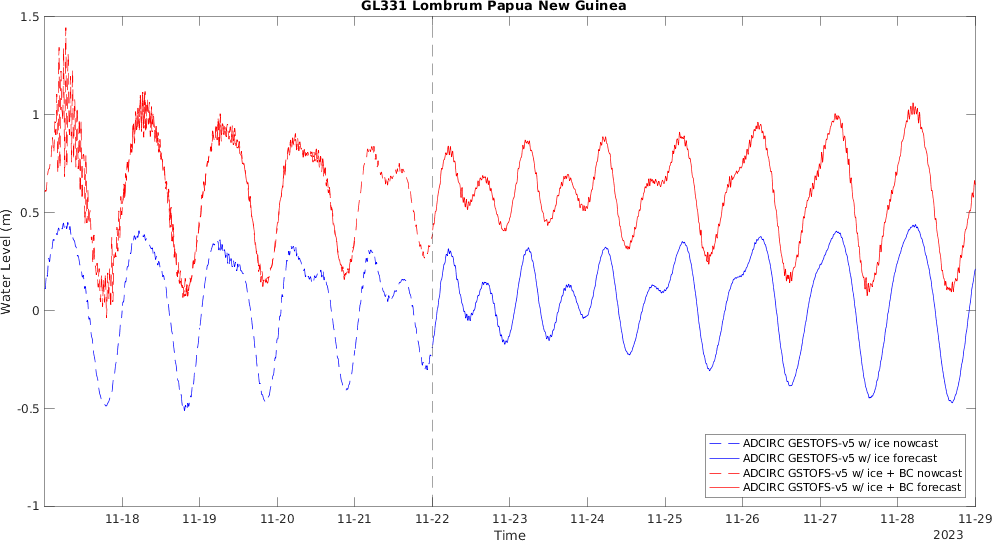 GL331 Lombrum Papua New Guinea
1.5
1
0.5
0
-0.5
-1
Water Level (m)
ADCIRC GESTOFS-v5 w/ ice nowcast
ADCIRC GESTOFS-v5 w/ ice forecast
ADCIRC GSTOFS-v5 w/ ice + BC nowcast
ADCIRC GSTOFS-v5 w/ ice + BC forecast
11-18 11-19 11-20 11-21 11-22 11-23 11-24 11-25 11-26 11-27 11-28 11-29
Time
2023